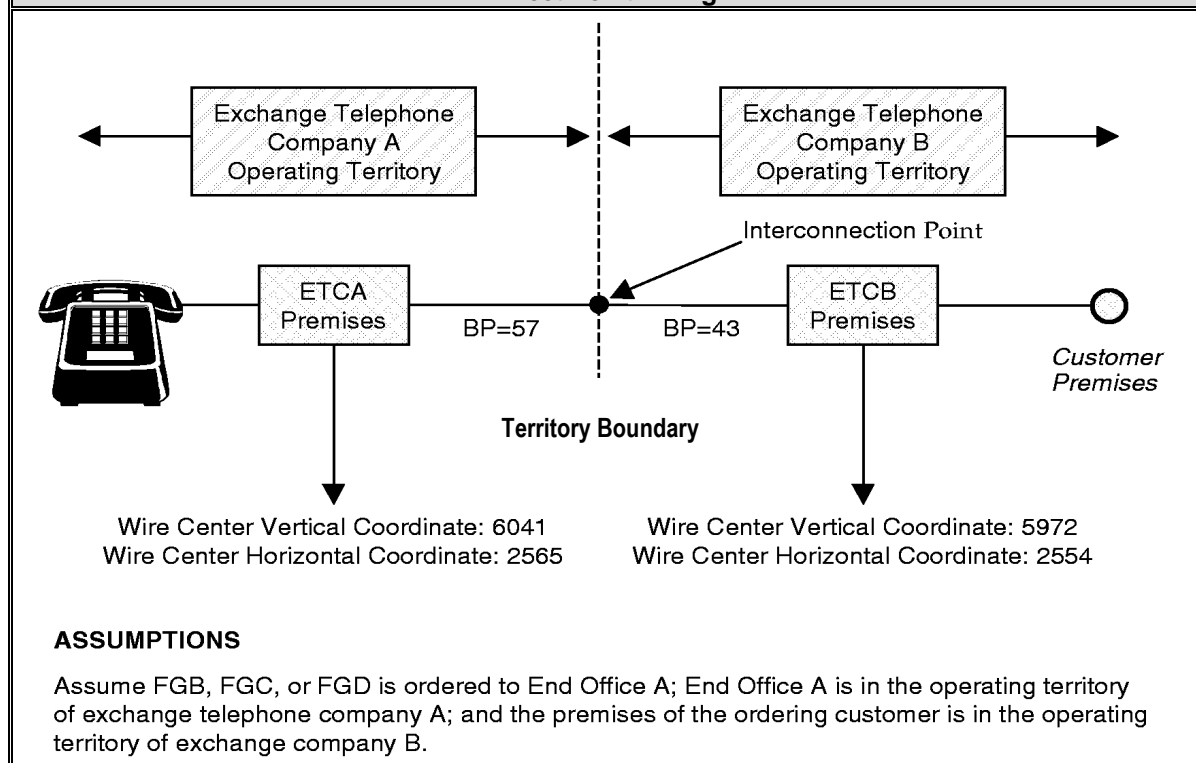 Exchange Telephone
Company A
Operating Territory
Exchange Telephone
Company B
Operating Territory
Interconnection Point
ETCA
Premises
BP=57
BP=43
ETCB
Premises
Customer
Premises
Territory Boundary
Wire Center Vertical Coordinate: 6041
Wire Center Horizontal Coordinate: 2565
Wire Center Vertical Coordinate: 5972
Wire Center Horizontal Coordinate: 2554
ASSUMPTIONS
Assume FGB, FGC, or FGD is ordered to End Office A; End Office A is in the operating territory
of exchange telephone company A; and the premises of the ordering customer is in the operating
territory of exchange company B.